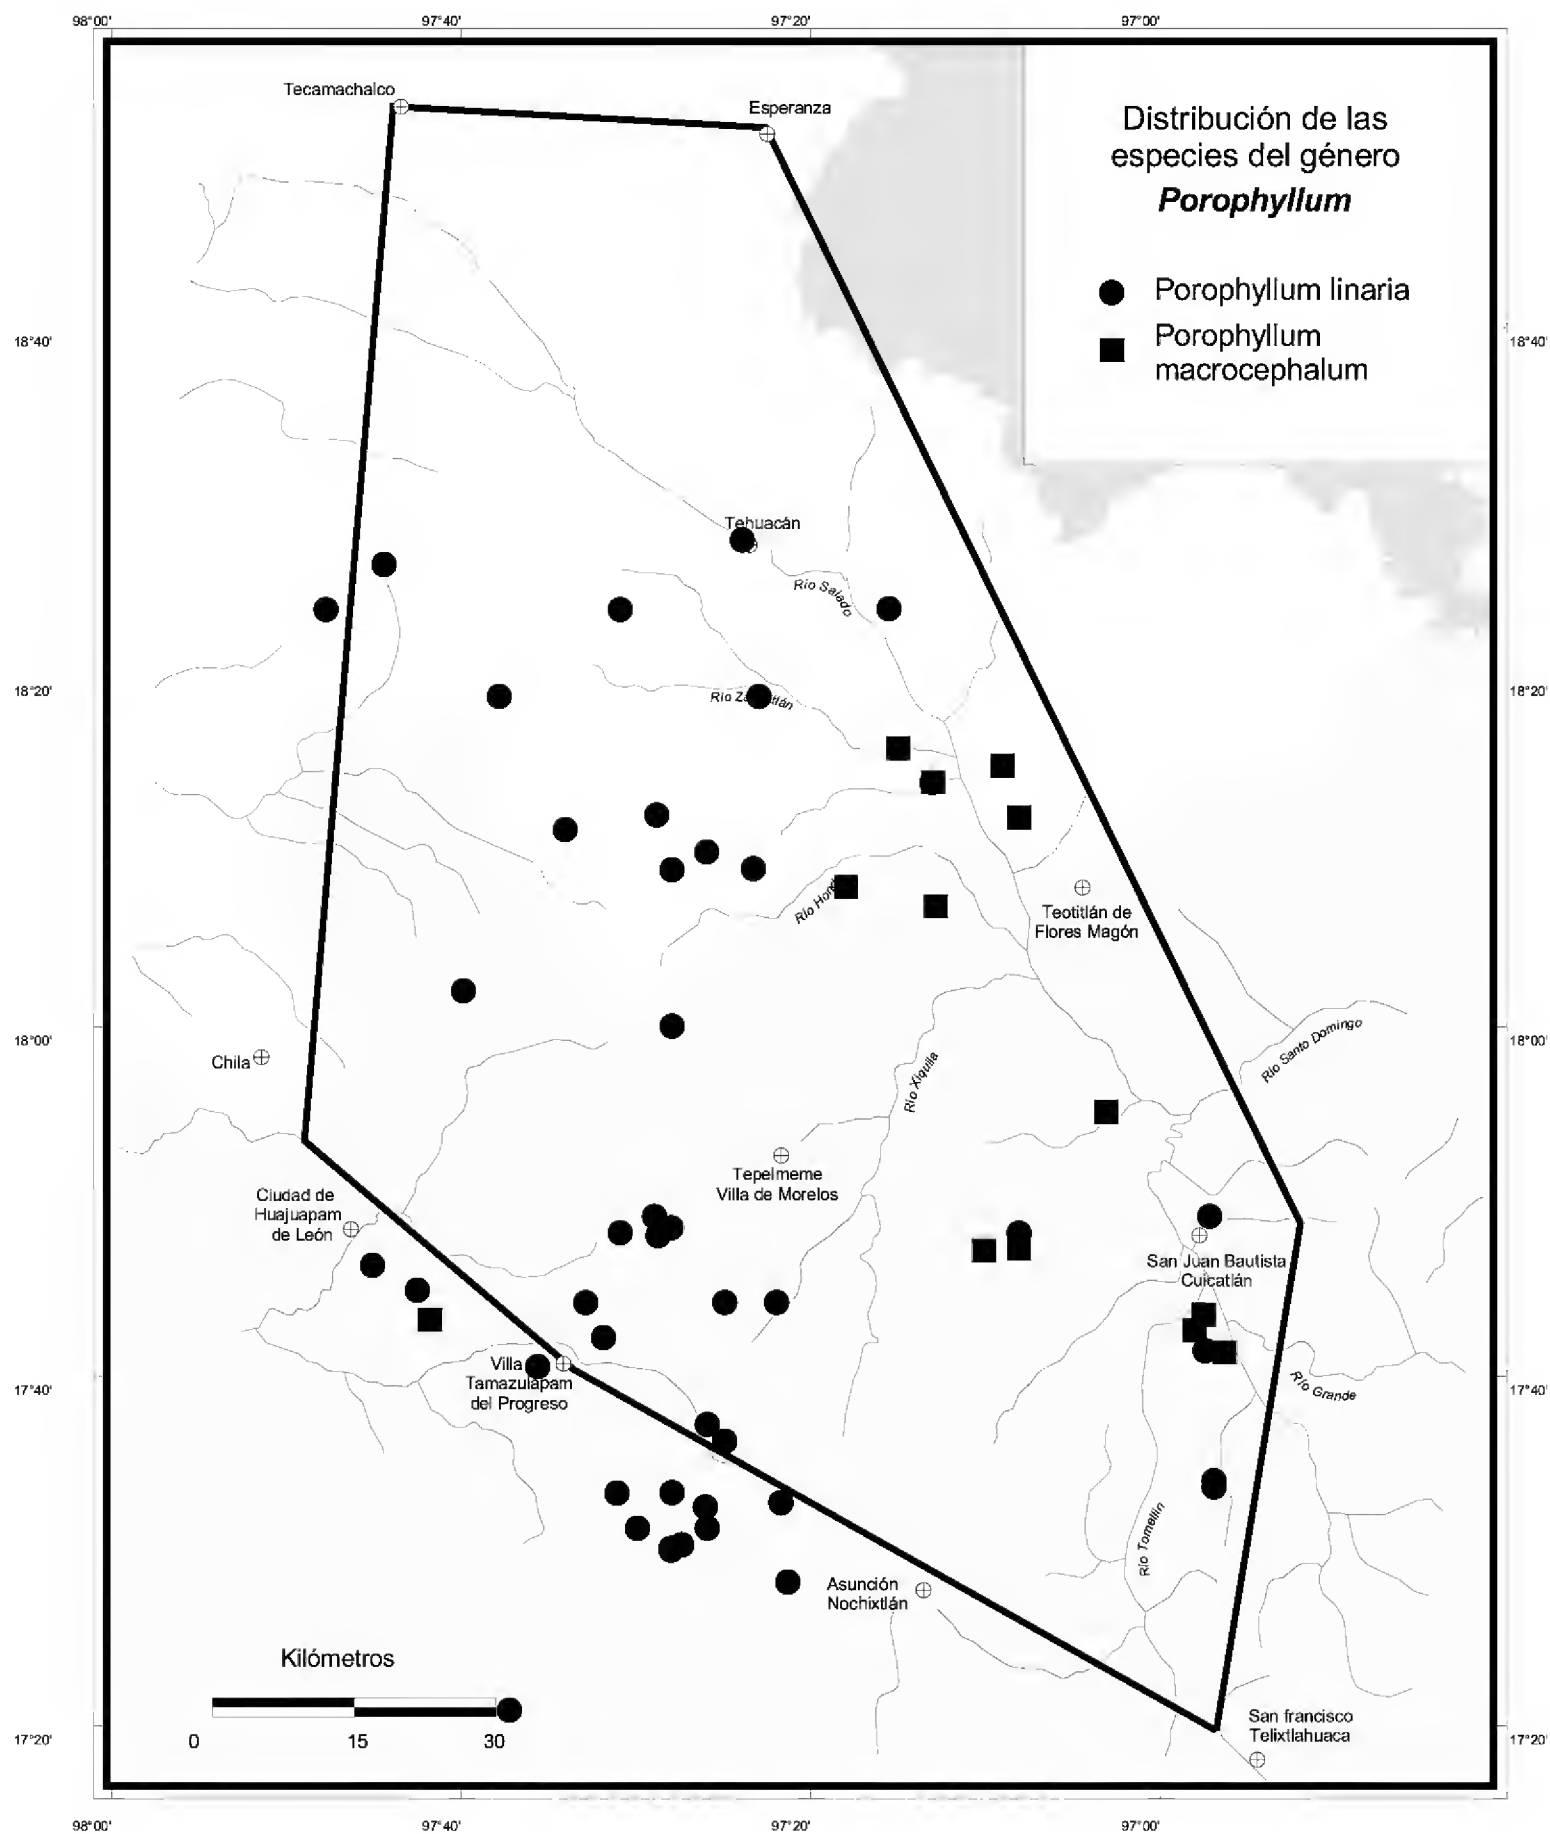 98°00' 97°40' 97°20' 97°00'
Tecamachalco
Esperanza
Distribución de las
especies del género
Porophyllum
Porophyllum linaria
Porophyllum
macrocephalum
18°40' 18°40'
Tehuacán
Río Salado
18°20' 18°20'
Río
Río
Teotitlán de
Flores Magón
Río Santo Domingo
18°00' 18°00'
Chila
Río Xiquila
Tepelmeme
Villa de Morelos
Ciudad de
Huajuapam
de León
San Juan Bautista
Cuicatlán
Villa
Tamazulapam
del Progreso
17°40' 17°40'
Río Grande
Río Tomellin
Asunción
Nochixtlán
Kilómetros
0 15 30
San francisco
Telixtlahuaca
17°20' 17°20'
98°00' 97°40' 97°20' 97°00'